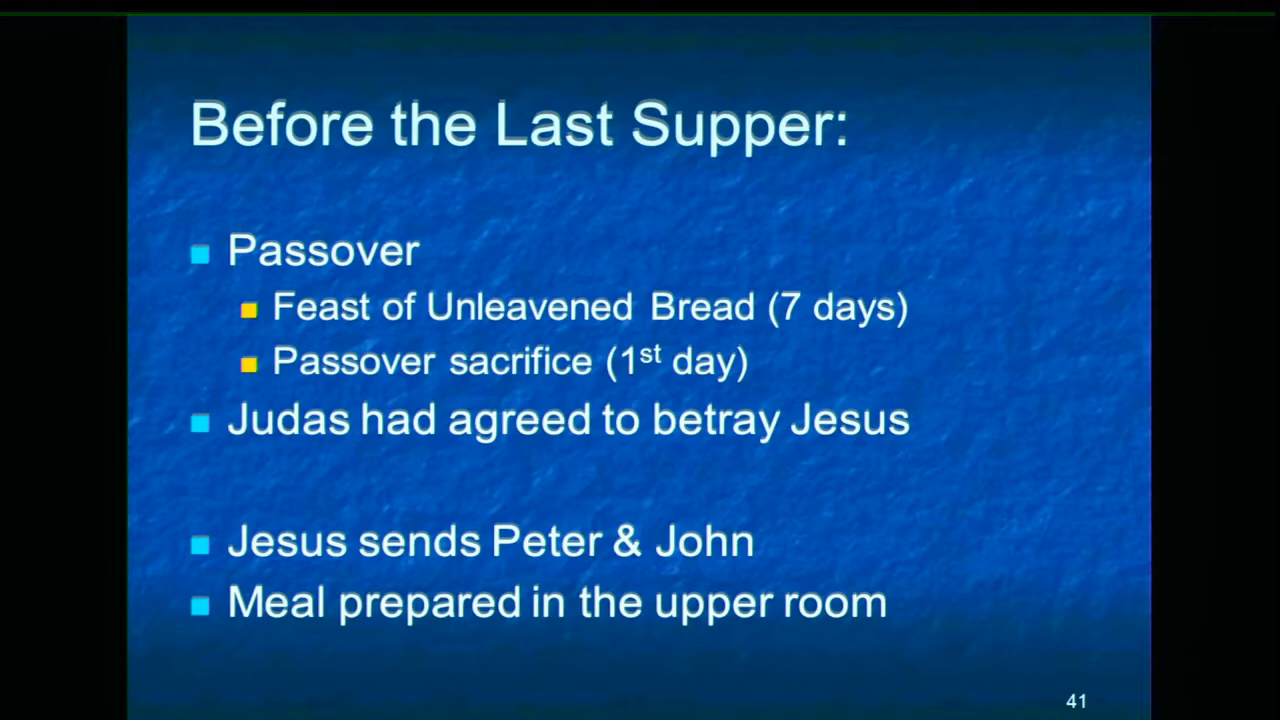 Before the Last Supper:
Passover
Feast of Unleavened Bread (7 days)
Passover sacrifice (1st day)
Judas had agreed to betray Jesus
Jesus sends Peter & John
Meal prepared in the upper room
41